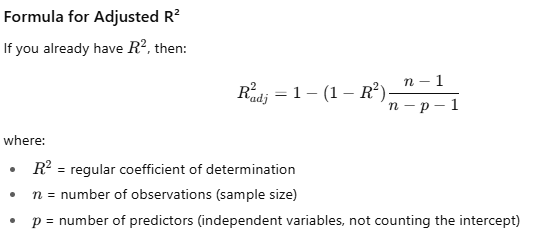 Formula for Adjusted R²
If you already have R², then:
R²adj = 1 − (1 − R²) (n − 1)/(n − p − 1)
where:
• R² = regular coefficient of determination
• n = number of observations (sample size)
• p = number of predictors (independent variables, not counting the intercept)